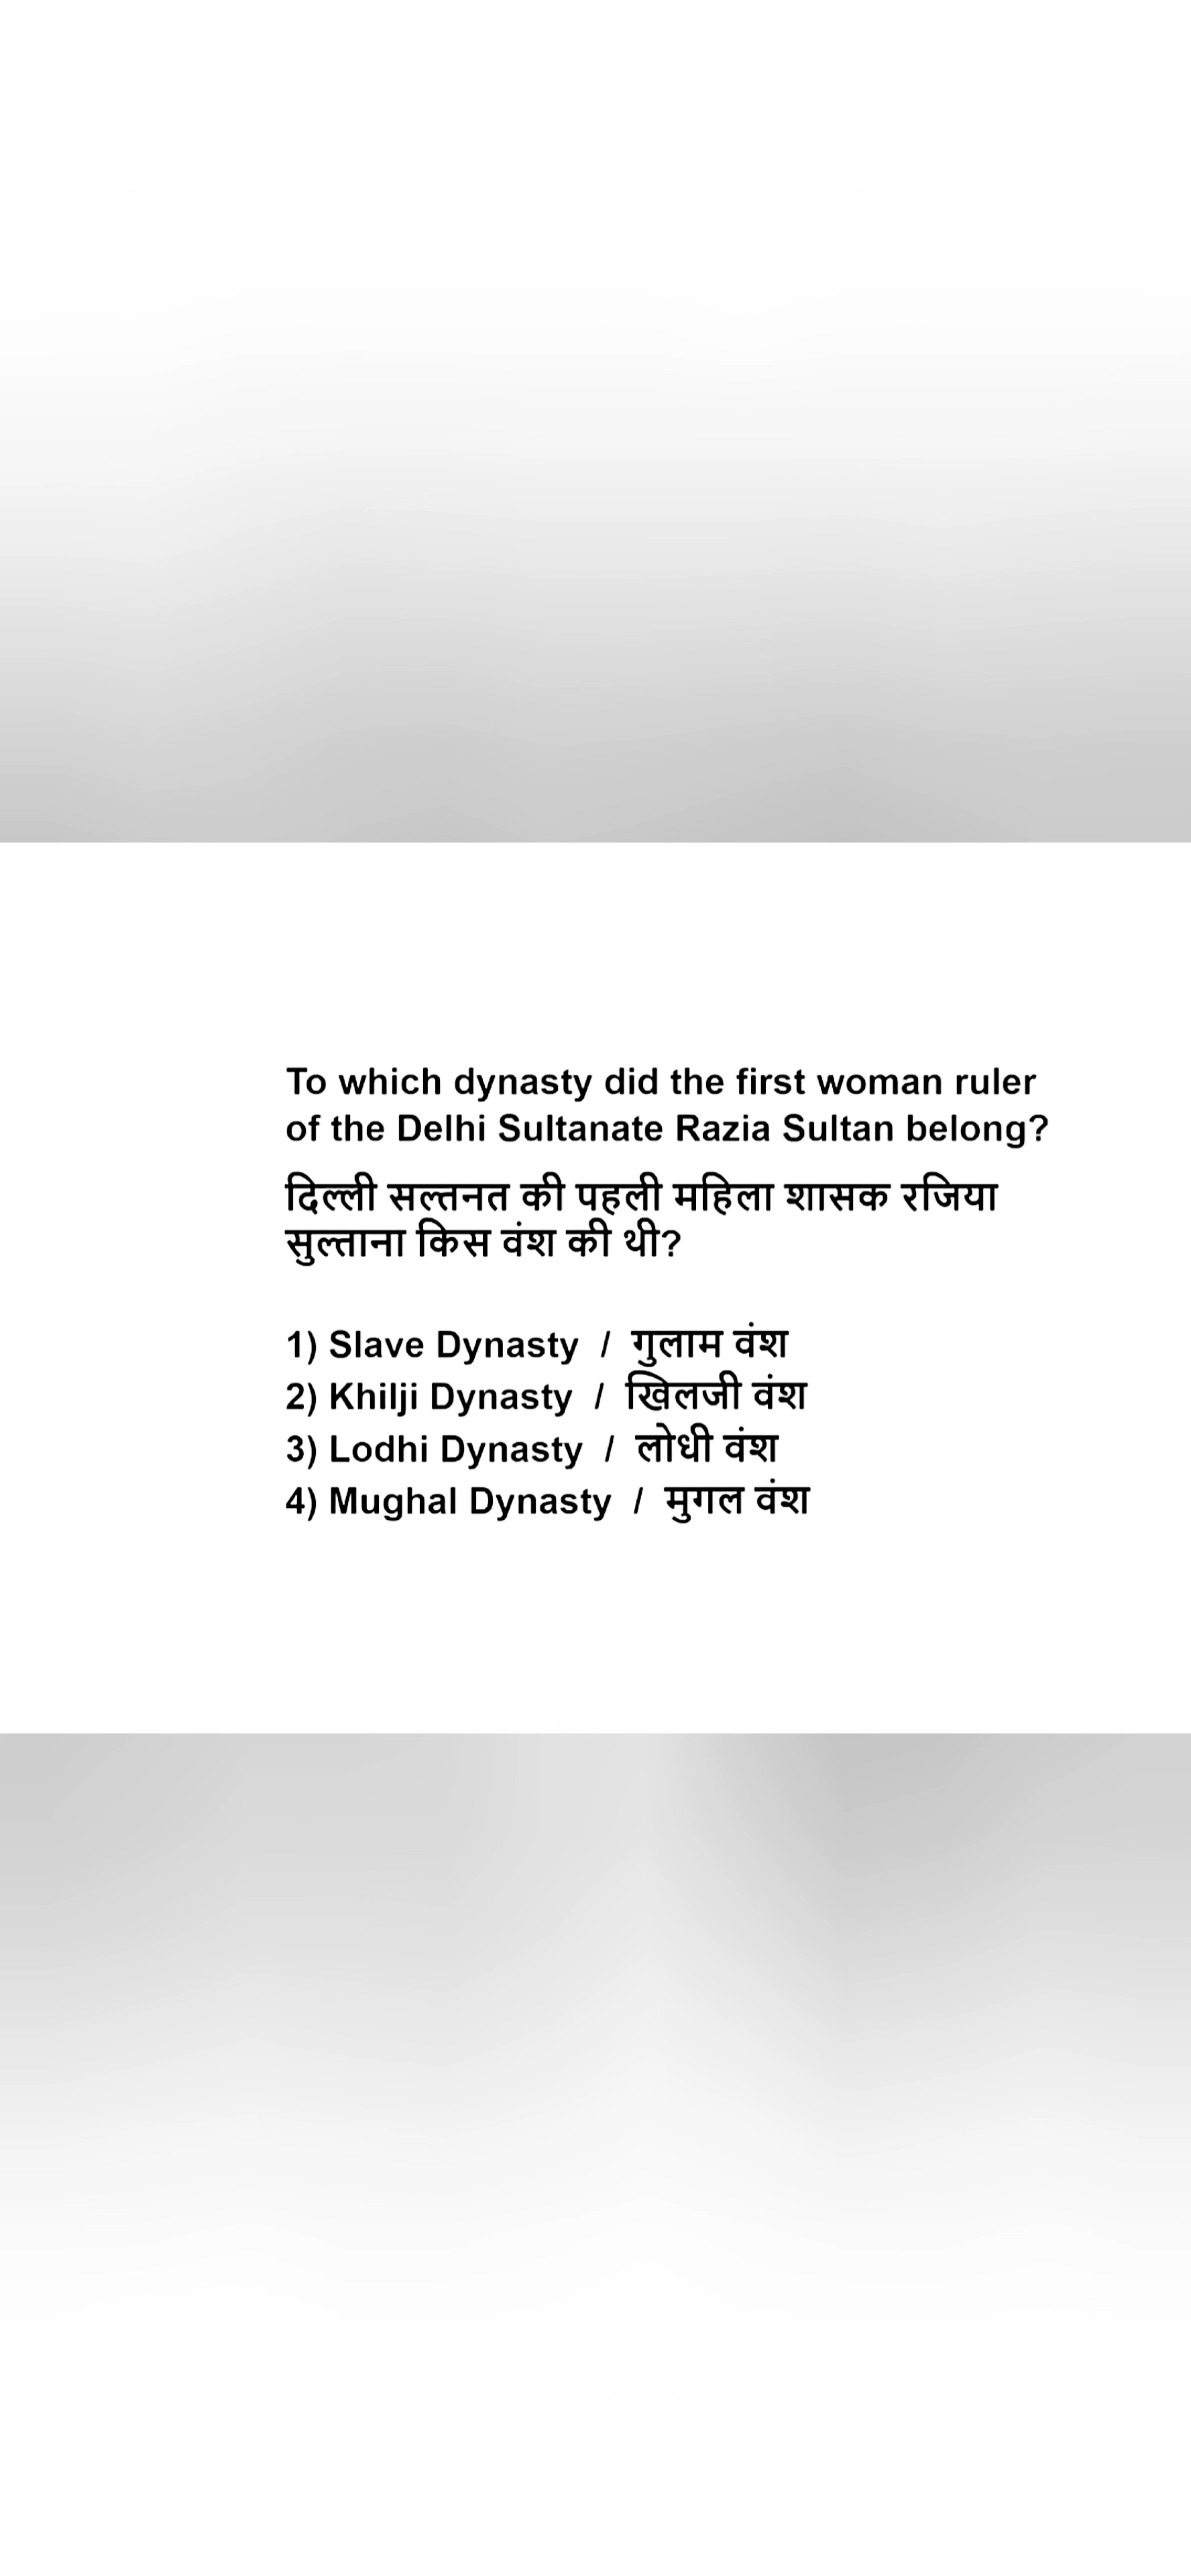 To which dynasty did the first woman ruler
of the Delhi Sultanate Razia Sultan belong?
दिल्ली सल्तनत की पहली महिला शासक रजिया
सुल्ताना किस वंश की थी?
1) Slave Dynasty / गुलाम वंश
2) Khilji Dynasty / खिलजी वंश
3) Lodhi Dynasty / लोधी वंश
4) Mughal Dynasty / मुगल वंश